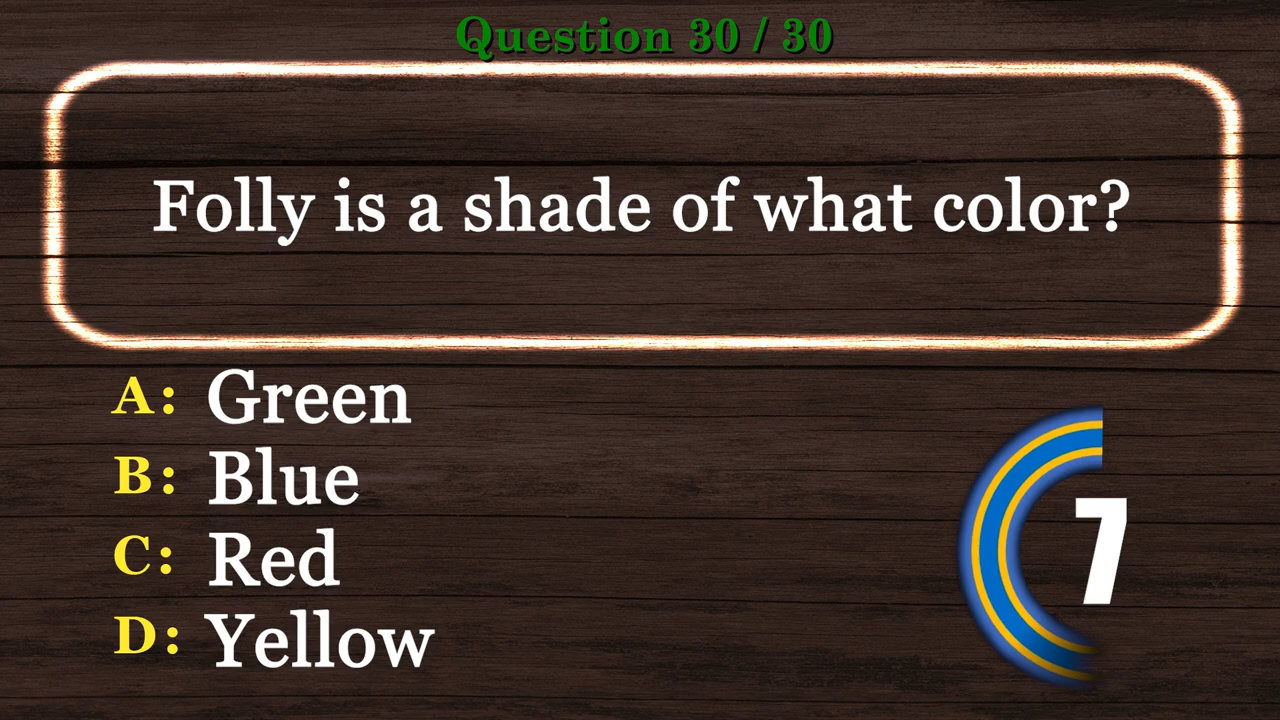 Question 30 / 30
Folly is a shade of what color?
A: Green
B: Blue
C: Red
D: Yellow
7